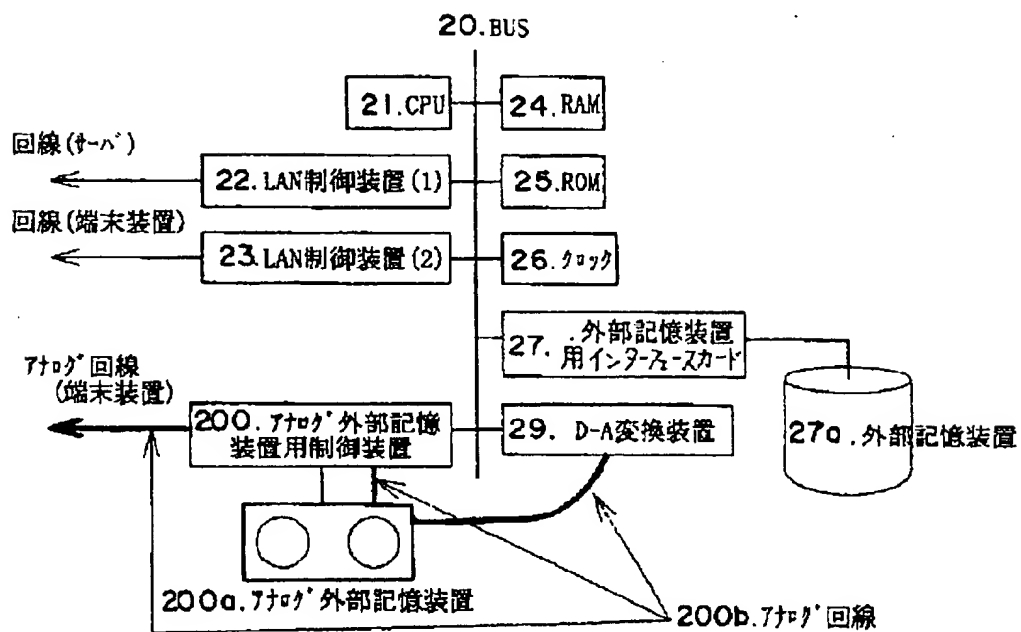 20.BUS
21.CPU
24.RAM
回線(サーバ)
22.LAN制御装置(1)
25.ROM
回線(端末装置)
23.LAN制御装置(2)
26.クロック
27.外部記憶装置
用インターフェースカード
アナログ回線
(端末装置)
200.アナログ外部記憶
装置用制御装置
29. D-A変換装置
27a.外部記憶装置
200a.アナログ外部記憶装置
200b.アナログ回線